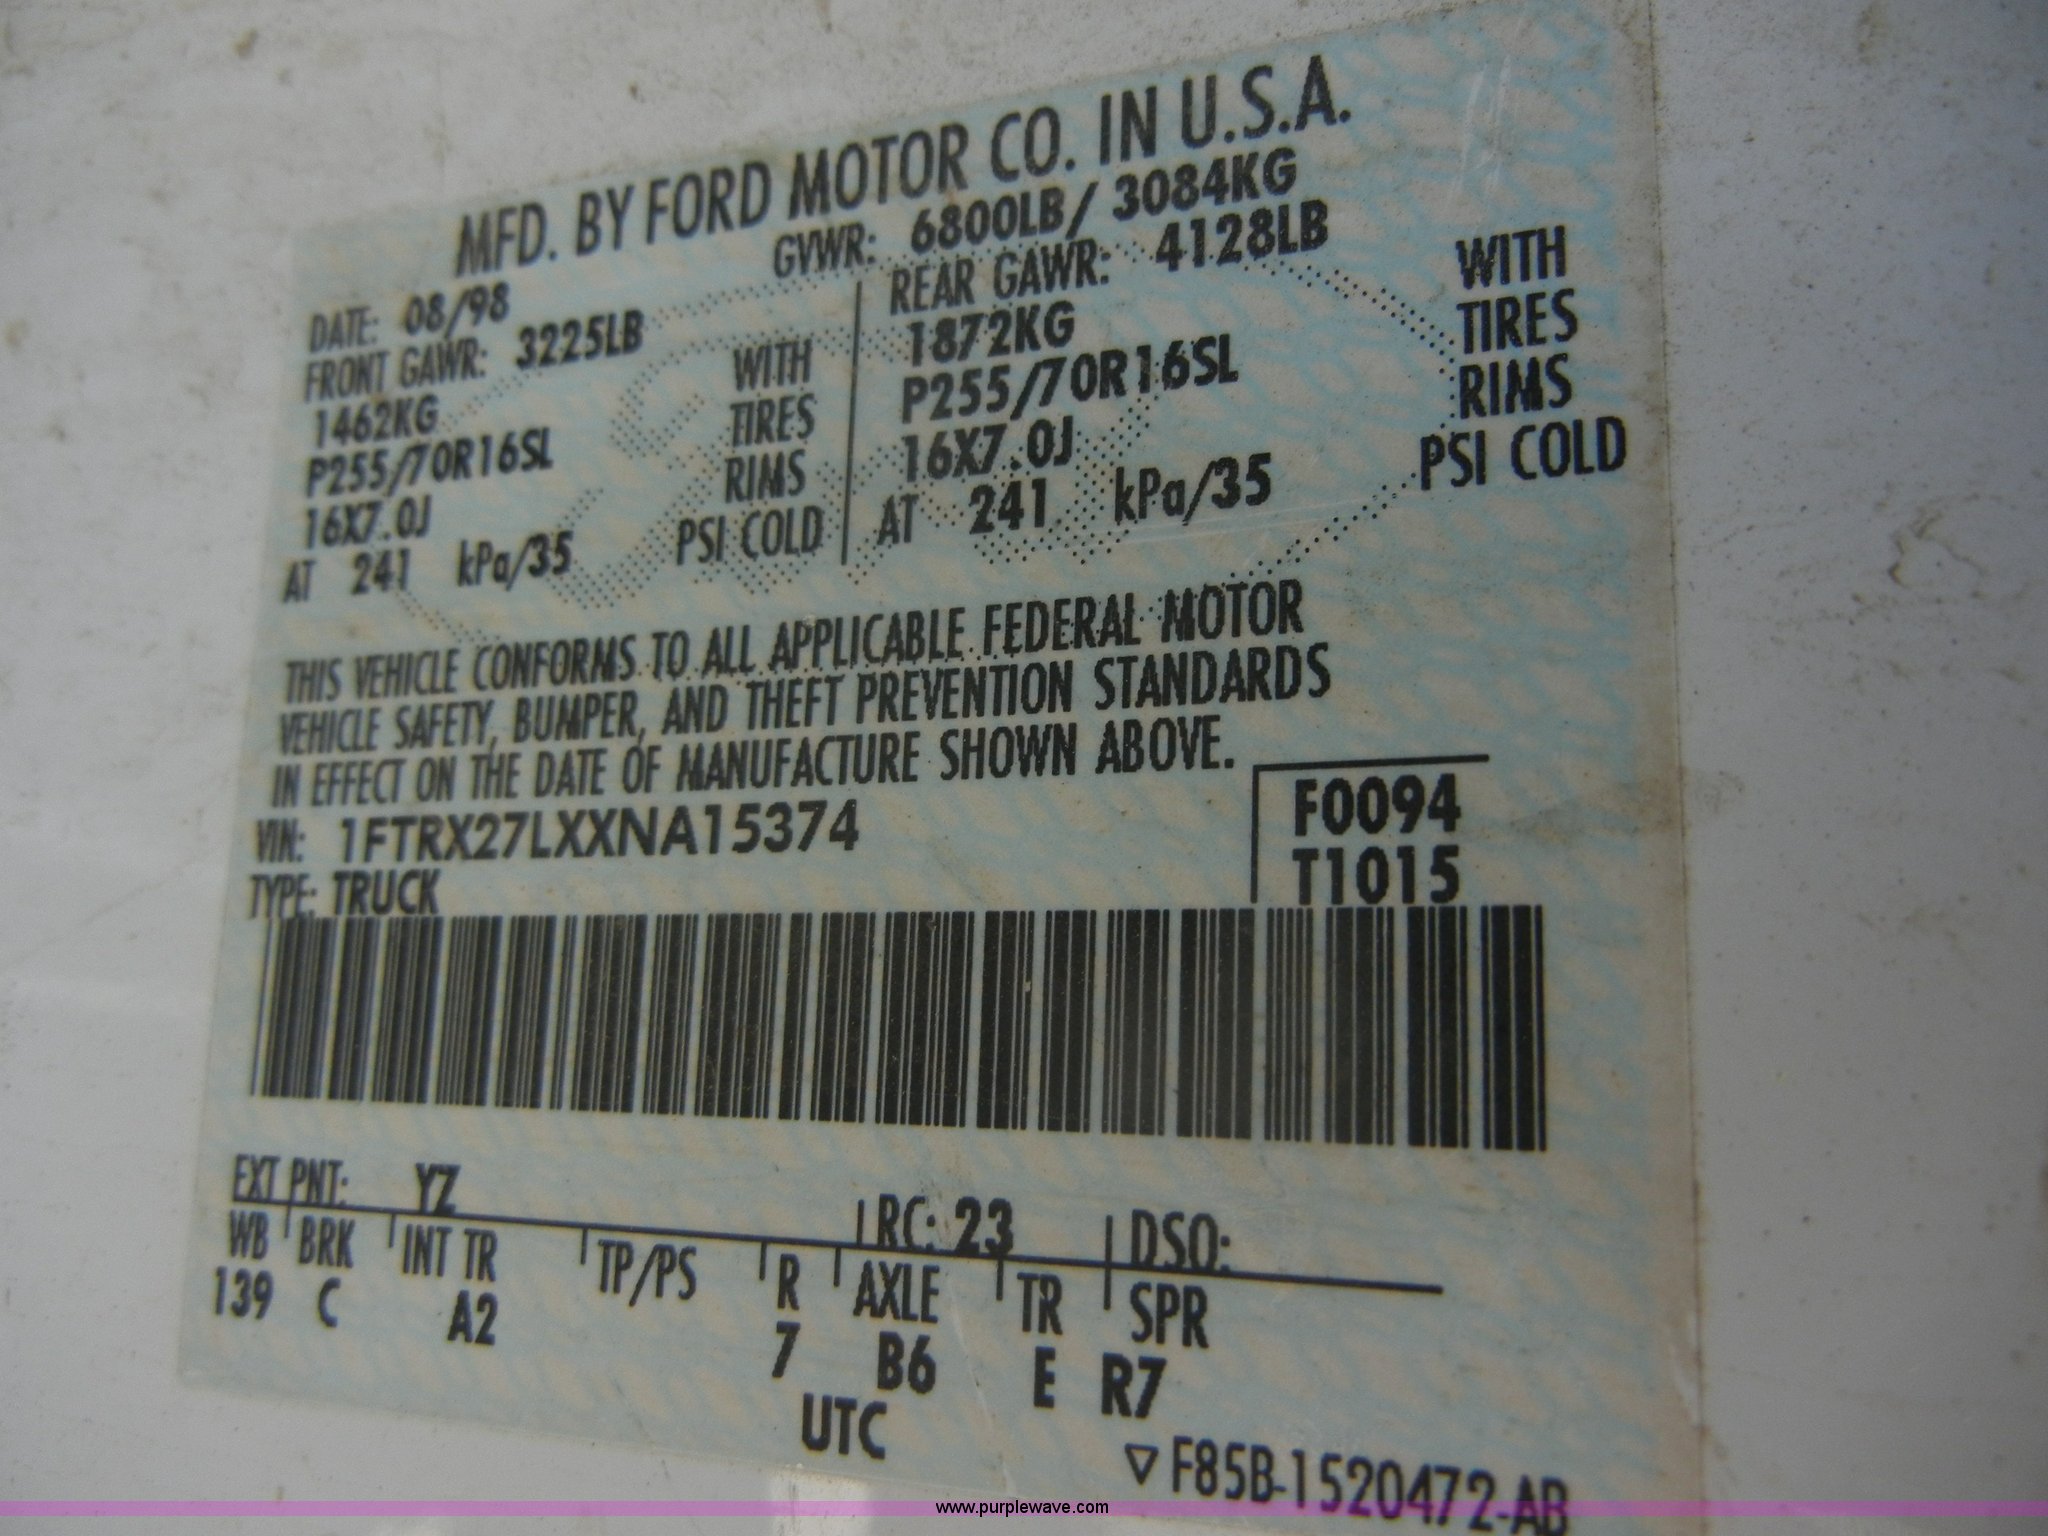 MFD. BY FORD MOTOR CO. IN U.S.A.
DATE: 08/98
GVWR: 6800LB/ 3084KG
FRONT GAWR: 3225LB
1462KG WITH
P255/70R16SL TIRES
16X7.0J RIMS
AT 241 kPa/35 PSI COLD
REAR GAWR: 4128LB
1872KG WITH
P255/70R16SL TIRES
16X7.0J RIMS
AT 241 kPa/35 PSI COLD
THIS VEHICLE CONFORMS TO ALL APPLICABLE FEDERAL MOTOR
VEHICLE SAFETY, BUMPER, AND THEFT PREVENTION STANDARDS
IN EFFECT ON THE DATE OF MANUFACTURE SHOWN ABOVE.
VIN: 1FTRX27LXXNA15374
TYPE: TRUCK
F0094
T1015
EXT PNT: YZ RC: 23 DSO:
WB BRK INT TR TP/PS R AXLE TR SPR
139 C A2 7 B6 E R7
UTC
▽ F85B-1520472-AB
www.purplewave.com